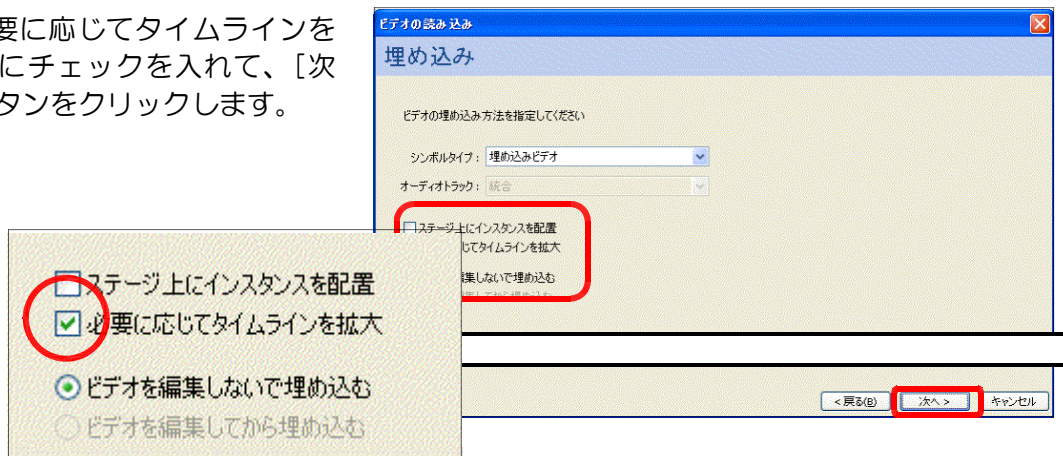 要に応じてタイムラインを
にチェックを入れて、[次
タンをクリックします。
ビデオの読み込み
埋め込み
ビデオの埋め込み方法を指定してください
シンボルタイプ： 埋め込みビデオ
オーディオトラック： 統合
ステージ上にインスタンスを配置
じてタイムラインを拡大
集しないで埋め込む
ステージ上にインスタンスを配置
必要に応じてタイムラインを拡大
ビデオを編集しないで埋め込む
ビデオを編集してから埋め込む
<戻る(B) 次へ > キャンセル